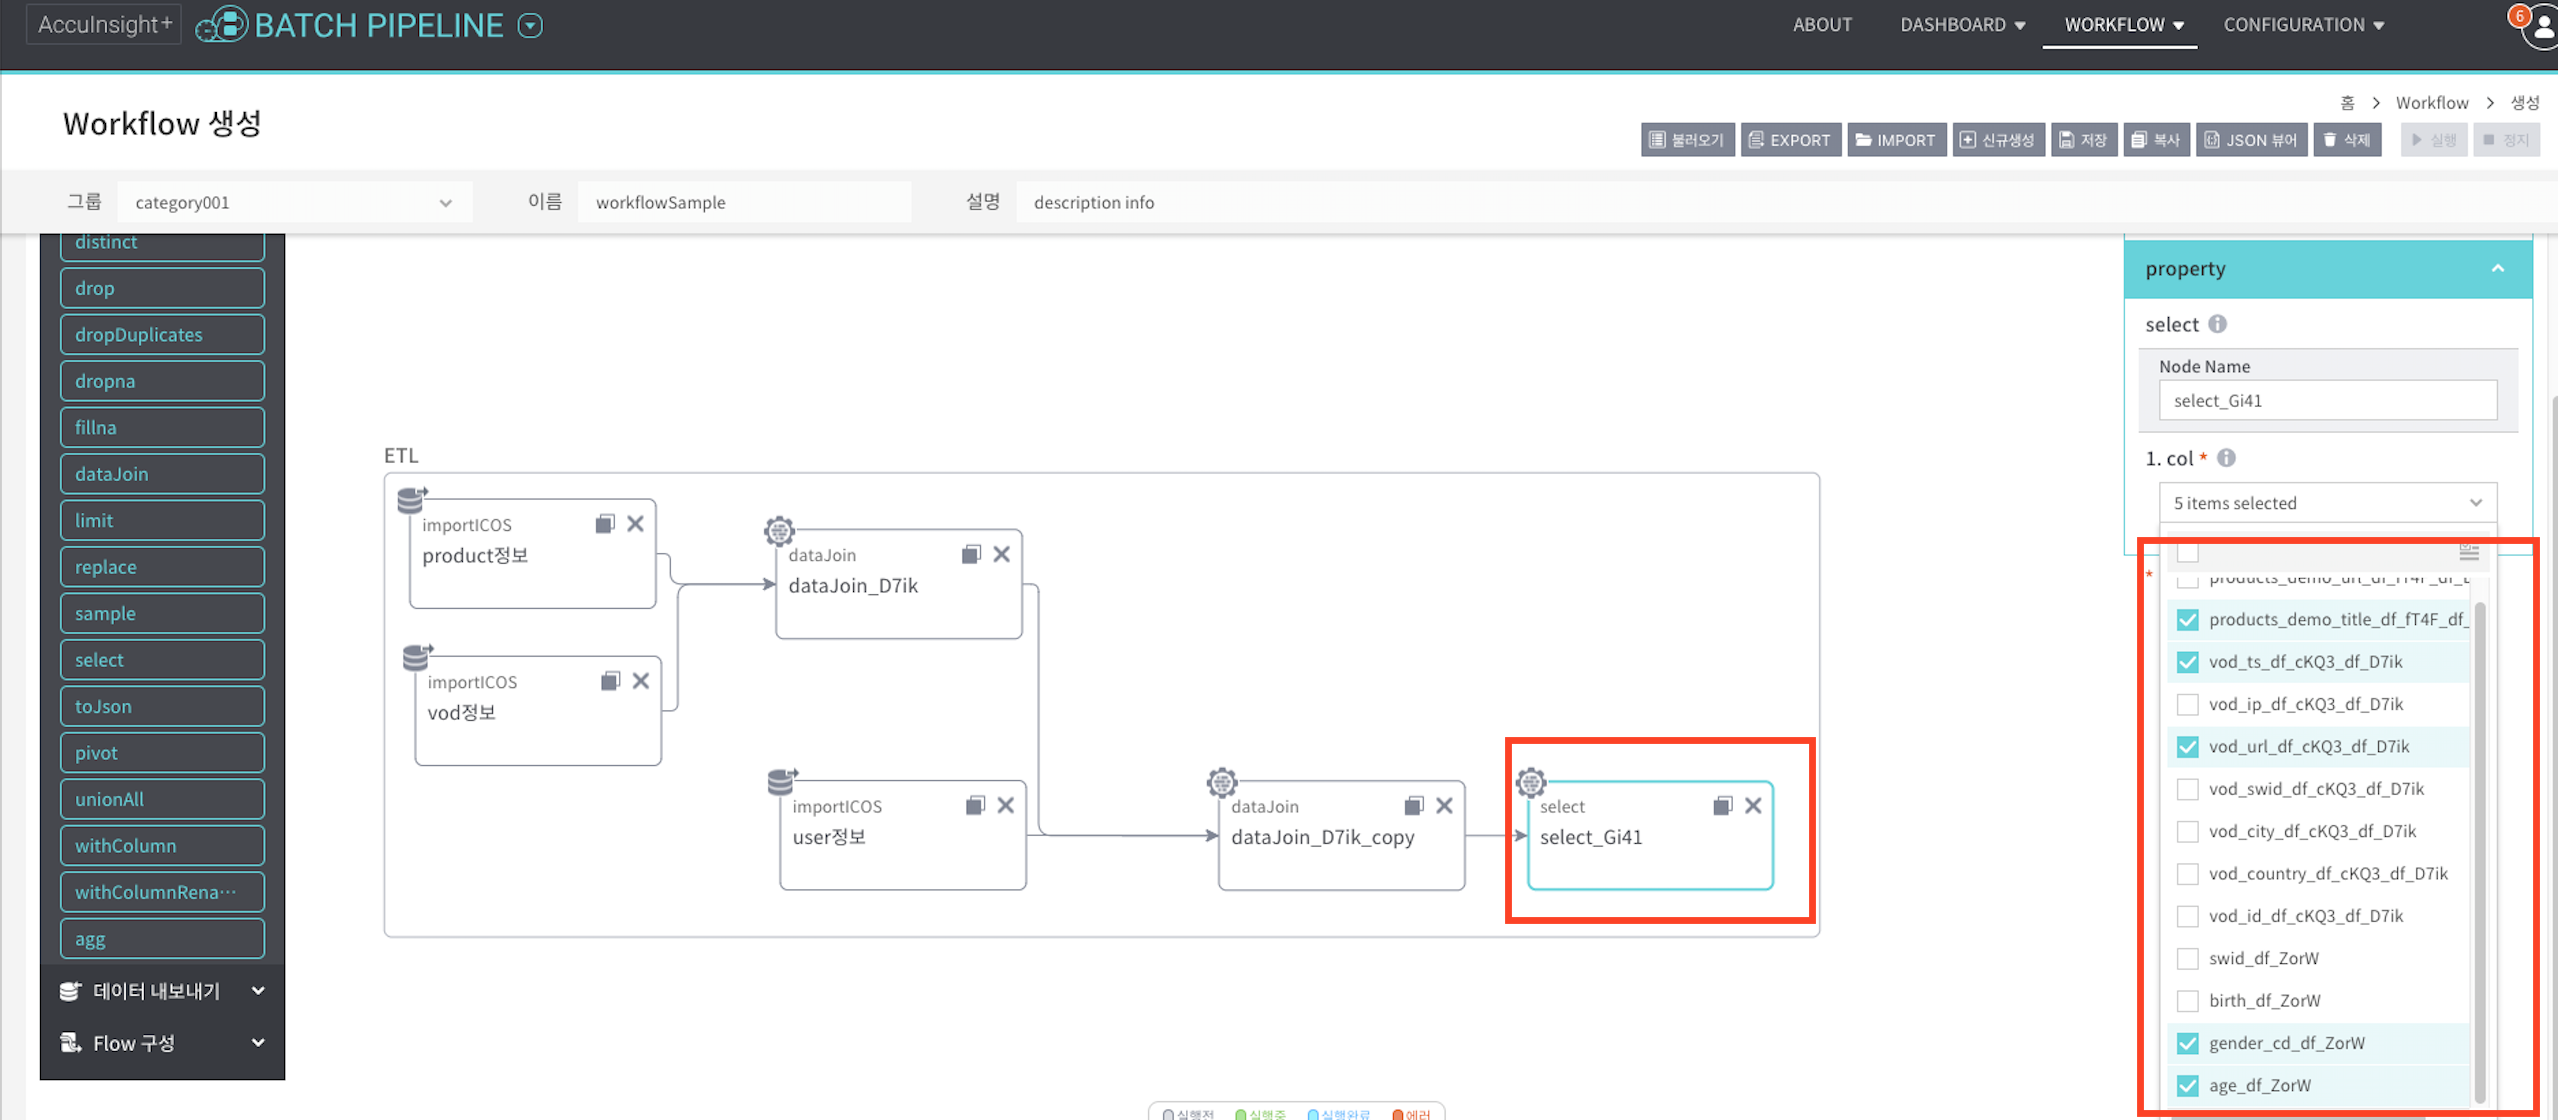 AccuInsight+ BATCH PIPELINE ABOUT DASHBOARD WORKFLOW CONFIGURATION 6
홈 > Workflow > 생성
Workflow 생성
불러오기 EXPORT IMPORT 신규생성 저장 복사 JSON 뷰어 삭제 실행 정지
그룹 category001 이름 workflowSample 설명 description info
distinct
drop
dropDuplicates
dropna
fillna
dataJoin
limit
replace
sample
select
toJson
pivot
unionAll
withColumn
withColumnRena···
agg
데이터 내보내기
Flow 구성
ETL
importICOS
product정보
importICOS
vod정보
dataJoin
dataJoin_D7ik
importICOS
user정보
dataJoin
dataJoin_D7ik_copy
select
select_Gi41
실행전 실행중 실행완료 에러
property
select
Node Name
select_Gi41
1. col *
5 items selected
*
products_demo_title_df_fT4F_df_
vod_ts_df_cKQ3_df_D7ik
vod_ip_df_cKQ3_df_D7ik
vod_url_df_cKQ3_df_D7ik
vod_swid_df_cKQ3_df_D7ik
vod_city_df_cKQ3_df_D7ik
vod_country_df_cKQ3_df_D7ik
vod_id_df_cKQ3_df_D7ik
swid_df_ZorW
birth_df_ZorW
gender_cd_df_ZorW
age_df_ZorW